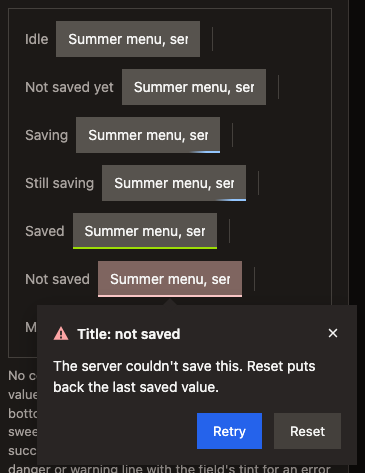 Idle Summer menu, ser
Not saved yet Summer menu, ser
Saving Summer menu, ser
Still saving Summer menu, ser
Saved Summer menu, ser
Not saved Summer menu, ser
M
Title: not saved
The server couldn't save this. Reset puts
back the last saved value.
Retry Reset
No c
value
botto
swee
succ
danger or warning line with the field's tint for an error